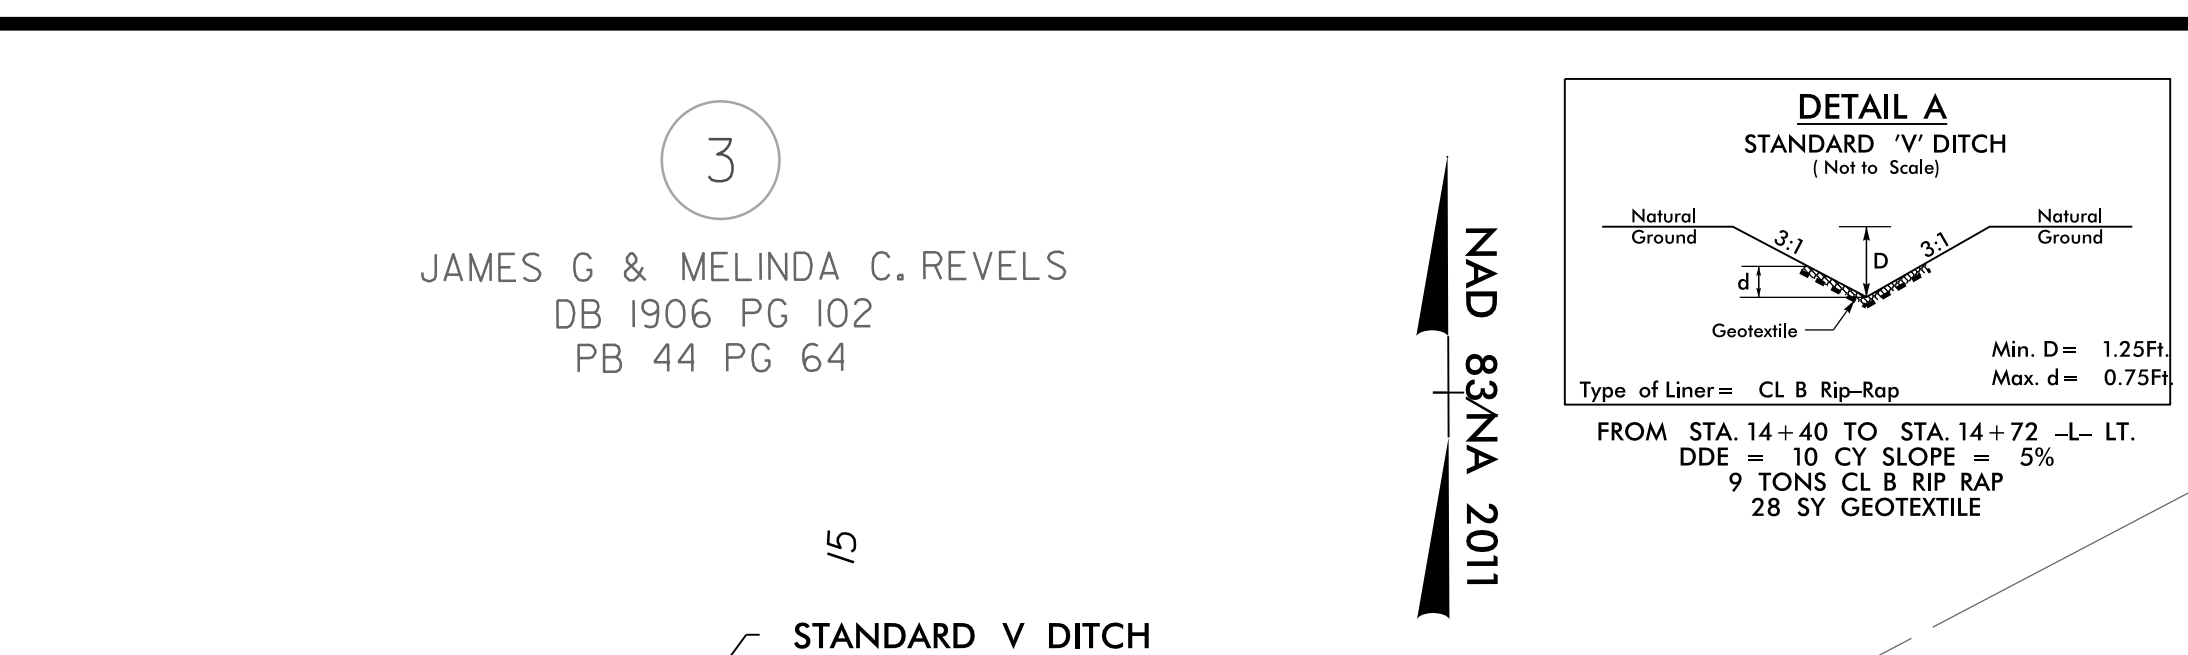 3
JAMES G & MELINDA C. REVELS
DB 1906 PG 102
PB 44 PG 64
15
STANDARD V DITCH
NAD 83/NA 2011
DETAIL A
STANDARD 'V' DITCH
( Not to Scale)
Natural
Ground
3:1
D
3:1
Natural
Ground
d
Geotextile
Min. D= 1.25Ft.
Max. d= 0.75Ft.
Type of Liner= CL B Rip-Rap
FROM STA. 14+40 TO STA. 14+72 -L- LT.
DDE = 10 CY SLOPE = 5%
9 TONS CL B RIP RAP
28 SY GEOTEXTILE